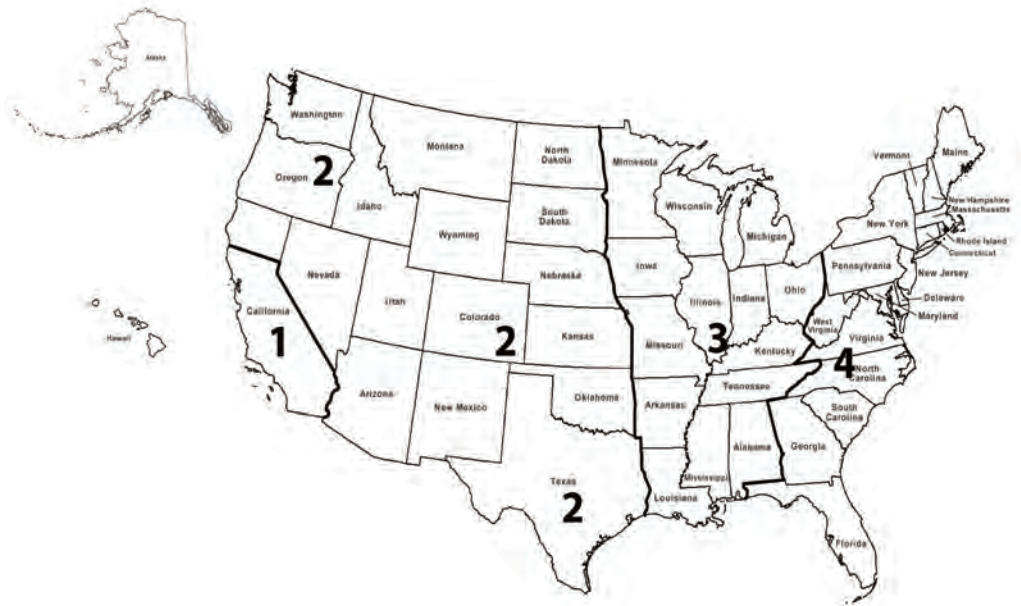 Alaska
Washington
Montana
North
Dakota
Minnesota
Vermont
Maine
Oregon
2
Idaho
Wyoming
South
Dakota
Wisconsin
Michigan
New York
New Hampshire
Massachusetts
Rhode Island
Connecticut
Nevada
Utah
Colorado
2
Nebraska
Kansas
Iowa
Illinois
Indiana
Ohio
Pennsylvania
New Jersey
Delaware
Maryland
California
1
Hawaii
Missouri
3
Kentucky
West
Virginia
Virginia
4
North
Carolina
Arizona
New Mexico
Oklahoma
Arkansas
Tennessee
South
Carolina
Texas
2
Louisiana
Mississippi
Alabama
Georgia
Florida